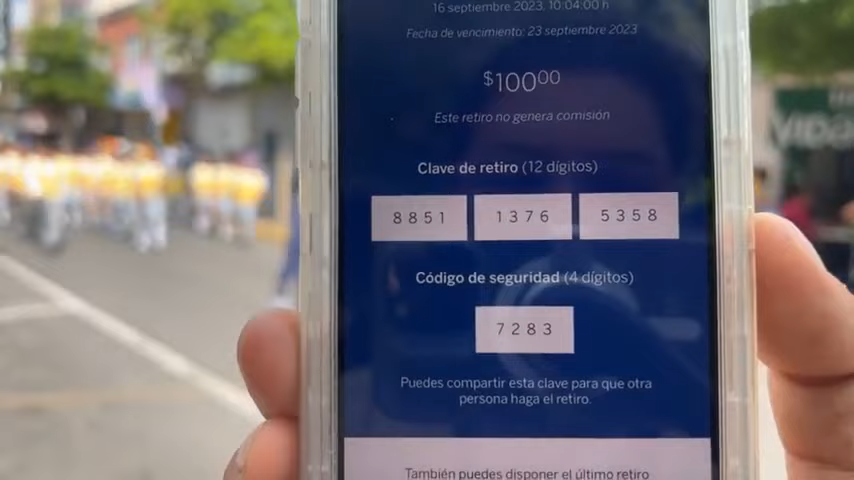 16 septiembre 2023, 10:04:00 h
Fecha de vencimiento: 23 septiembre 2023
$100⁰⁰
Este retiro no genera comisión
Clave de retiro (12 dígitos)
8851 1376 5358
Código de seguridad (4 dígitos)
7283
Puedes compartir esta clave para que otra
persona haga el retiro.
También puedes disponer el último retiro